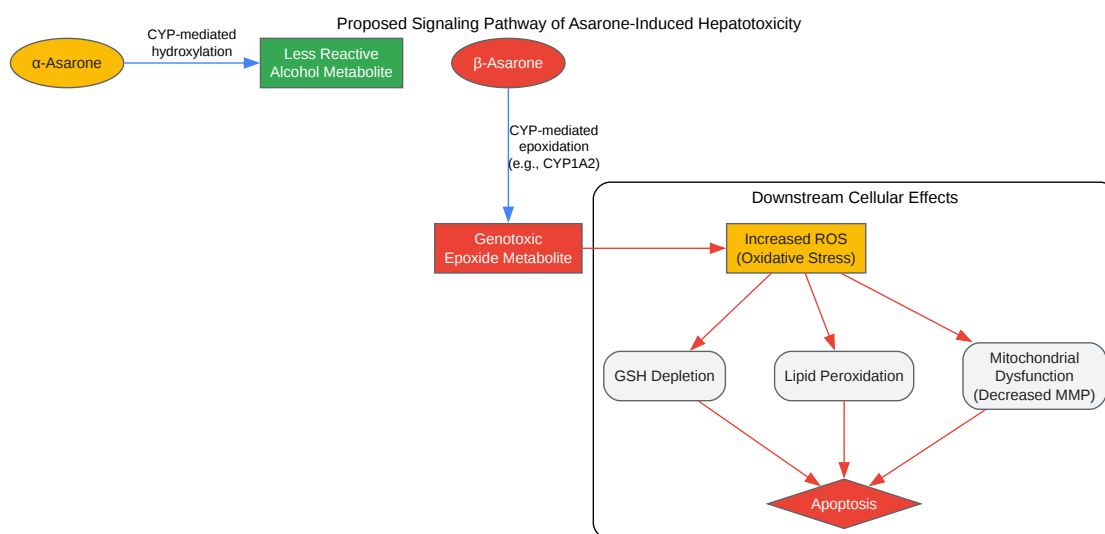 Proposed Signaling Pathway of Asarone-Induced Hepatotoxicity
α-Asarone
CYP-mediated
hydroxylation
Less Reactive
Alcohol Metabolite
β-Asarone
CYP-mediated
epoxidation
(e.g., CYP1A2)
Genotoxic
Epoxide Metabolite
Downstream Cellular Effects
Increased ROS
(Oxidative Stress)
GSH Depletion
Lipid Peroxidation
Mitochondrial
Dysfunction
(Decreased MMP)
Apoptosis